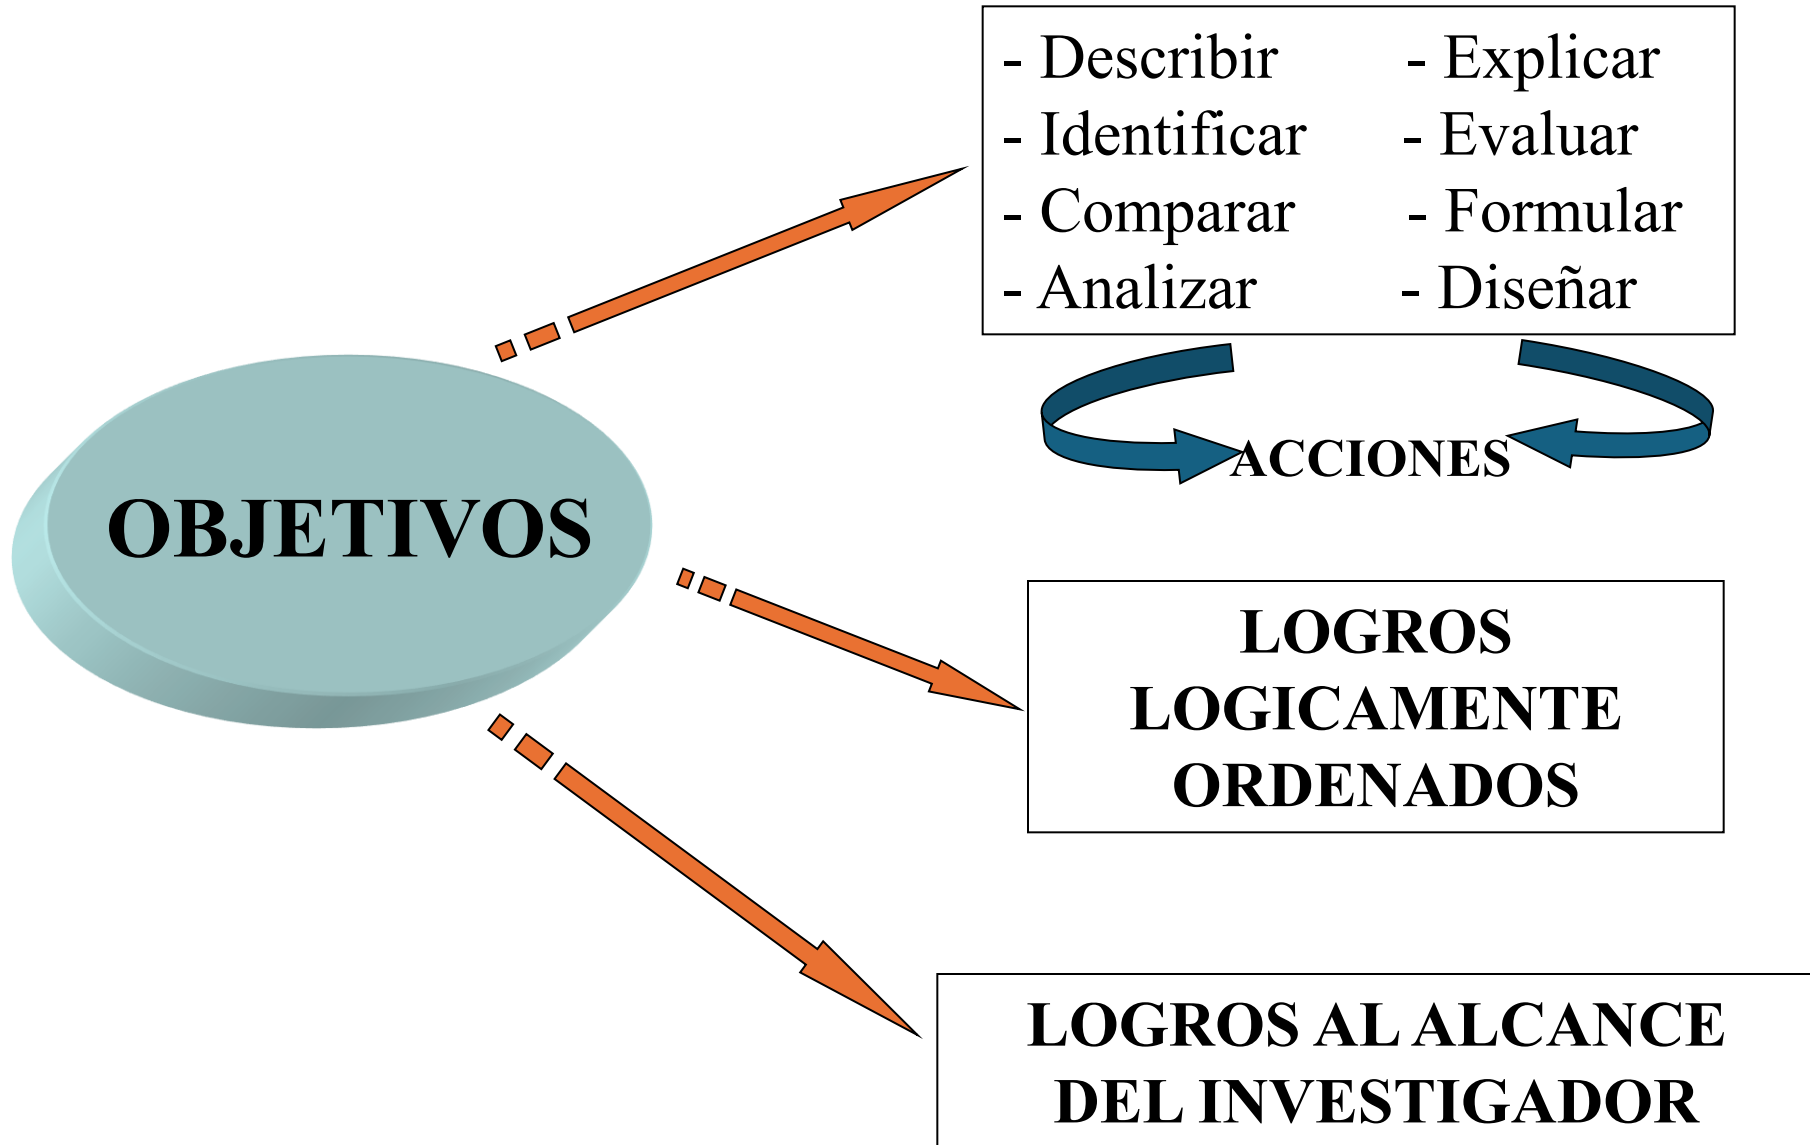 - Describir - Explicar
- Identificar - Evaluar
- Comparar - Formular
- Analizar - Diseñar
ACCIONES
OBJETIVOS
LOGROS
LOGICAMENTE
ORDENADOS
LOGROS AL ALCANCE
DEL INVESTIGADOR